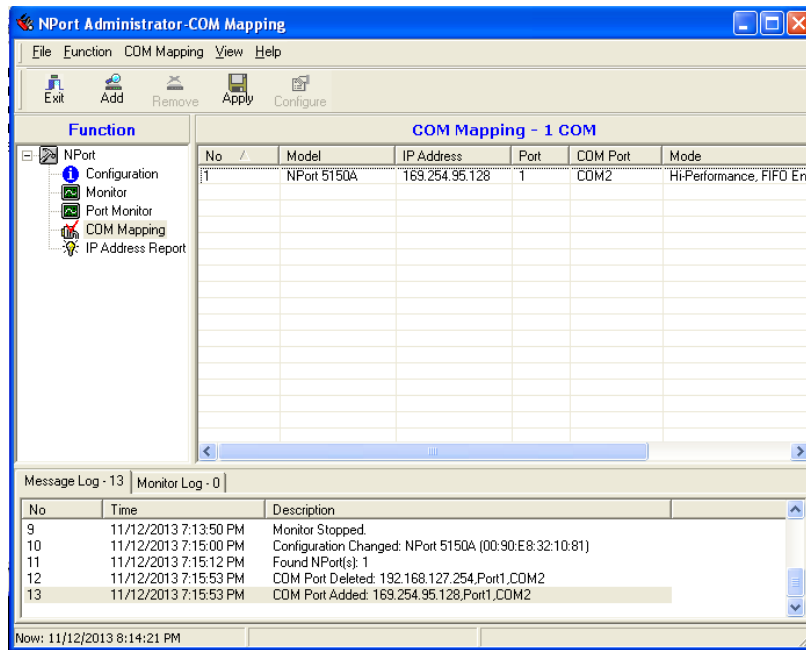 NPort Administrator-COM Mapping
File Function COM Mapping View Help
Exit Add Remove Apply Configure
Function
NPort
Configuration
Monitor
Port Monitor
COM Mapping
IP Address Report
COM Mapping - 1 COM
No Model IP Address Port COM Port Mode
1 NPort 5150A 169.254.95.128 1 COM2 Hi-Performance, FIFO En
Message Log - 13 Monitor Log - 0
No Time Description
9 11/12/2013 7:13:50 PM Monitor Stopped.
10 11/12/2013 7:15:00 PM Configuration Changed: NPort 5150A (00:90:E8:32:10:81)
11 11/12/2013 7:15:12 PM Found NPort(s): 1
12 11/12/2013 7:15:53 PM COM Port Deleted: 192.168.127.254,Port1,COM2
13 11/12/2013 7:15:53 PM COM Port Added: 169.254.95.128,Port1,COM2
Now: 11/12/2013 8:14:21 PM